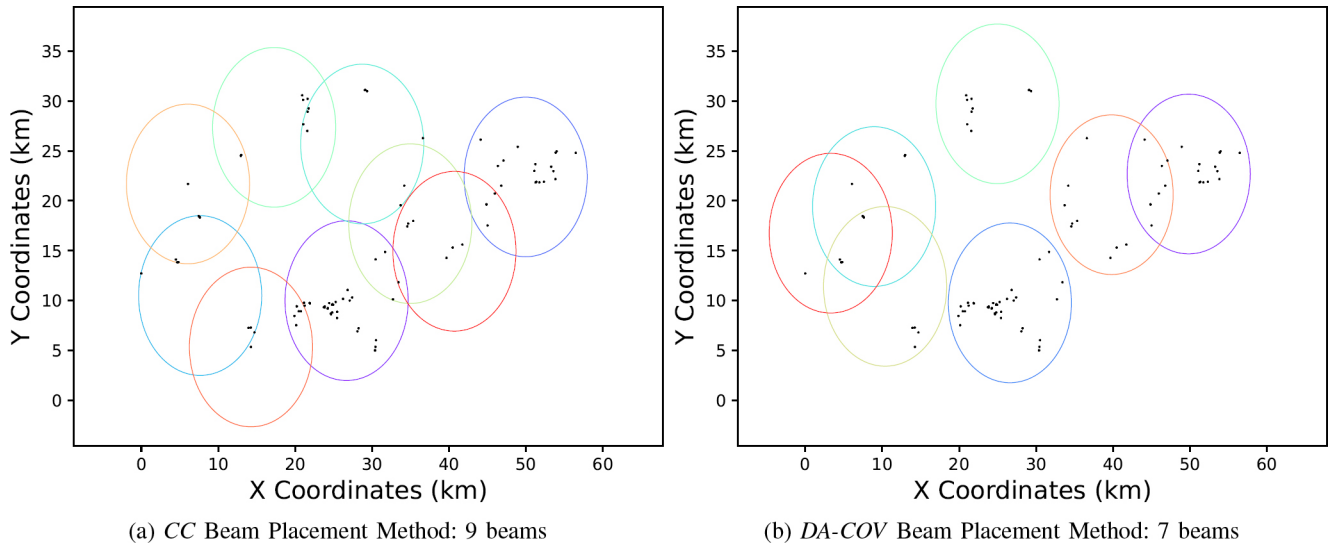 35
30
25
20
15
10
5
0
Y Coordinates (km)
0 10 20 30 40 50 60
X Coordinates (km)
(a) CC Beam Placement Method: 9 beams
35
30
25
20
15
10
5
0
Y Coordinates (km)
0 10 20 30 40 50 60
X Coordinates (km)
(b) DA-COV Beam Placement Method: 7 beams